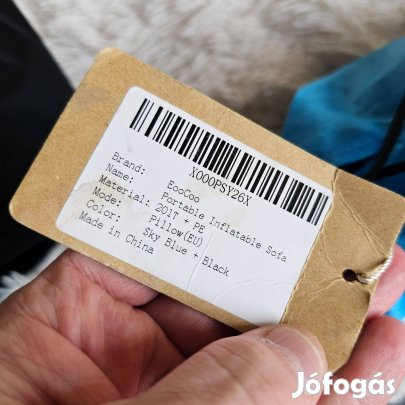 X000PSY26X
Brand: EooCoo
Name: Portable Inflatable Sofa
Material: 201T + PE
Mode: Pillow(EU)
Color: Sky Blue + Black
Made in China
Jófogás